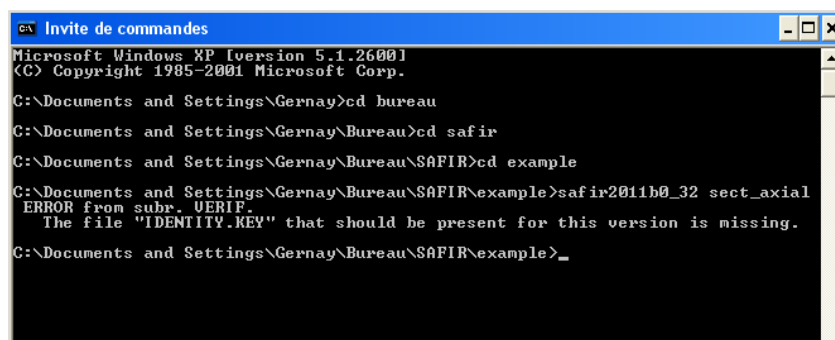 Invite de commandes
Microsoft Windows XP [version 5.1.2600]
(C) Copyright 1985-2001 Microsoft Corp.
C:\Documents and Settings\Gernay>cd bureau
C:\Documents and Settings\Gernay\Bureau>cd safir
C:\Documents and Settings\Gernay\Bureau\SAFIR>cd example
C:\Documents and Settings\Gernay\Bureau\SAFIR\example>safir2011b0_32 sect_axial
ERROR from subr. VERIF.
The file "IDENTITY.KEY" that should be present for this version is missing.
C:\Documents and Settings\Gernay\Bureau\SAFIR\example>_